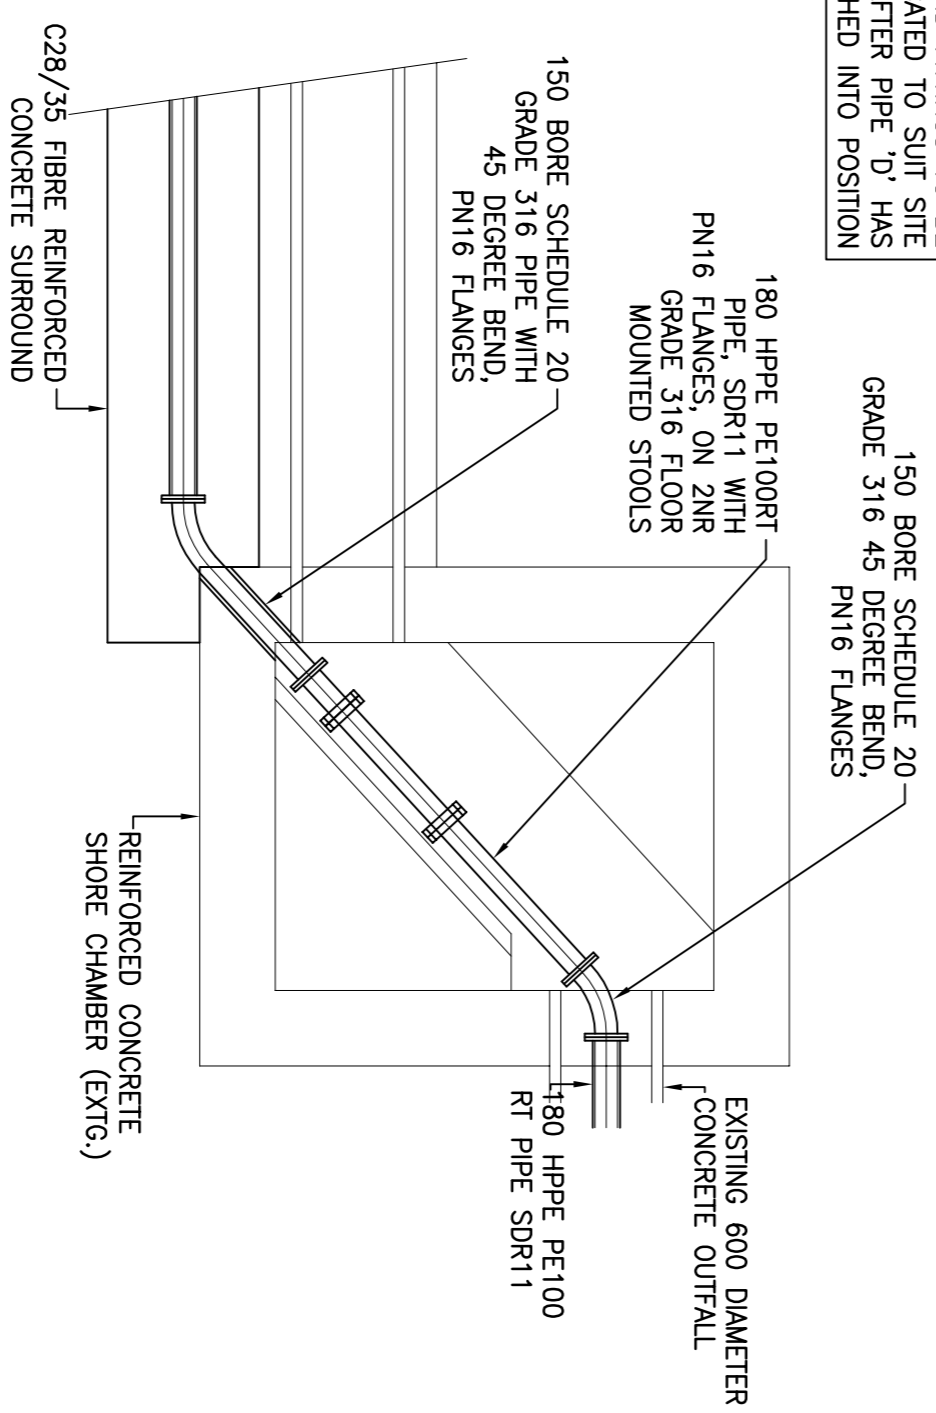 ATED TO SUIT SITE
FTER PIPE 'D' HAS
HED INTO POSITION
150 BORE SCHEDULE 20
GRADE 316 45 DEGREE BEND,
PN16 FLANGES
180 HPPE PE100RT
PIPE, SDR11 WITH
PN16 FLANGES, ON 2NR
GRADE 316 FLOOR
MOUNTED STOOLS
150 BORE SCHEDULE 20
GRADE 316 PIPE WITH
45 DEGREE BEND,
PN16 FLANGES
C28/35 FIBRE REINFORCED
CONCRETE SURROUND
EXISTING 600 DIAMETER
CONCRETE OUTFALL
180 HPPE PE100
RT PIPE SDR11
REINFORCED CONCRETE
SHORE CHAMBER (EXTG.)